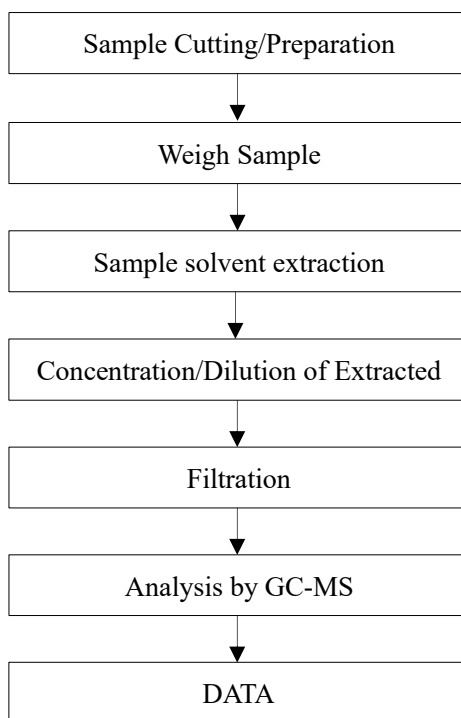 Sample Cutting/Preparation
Weigh Sample
Sample solvent extraction
Concentration/Dilution of Extracted
Filtration
Analysis by GC-MS
DATA